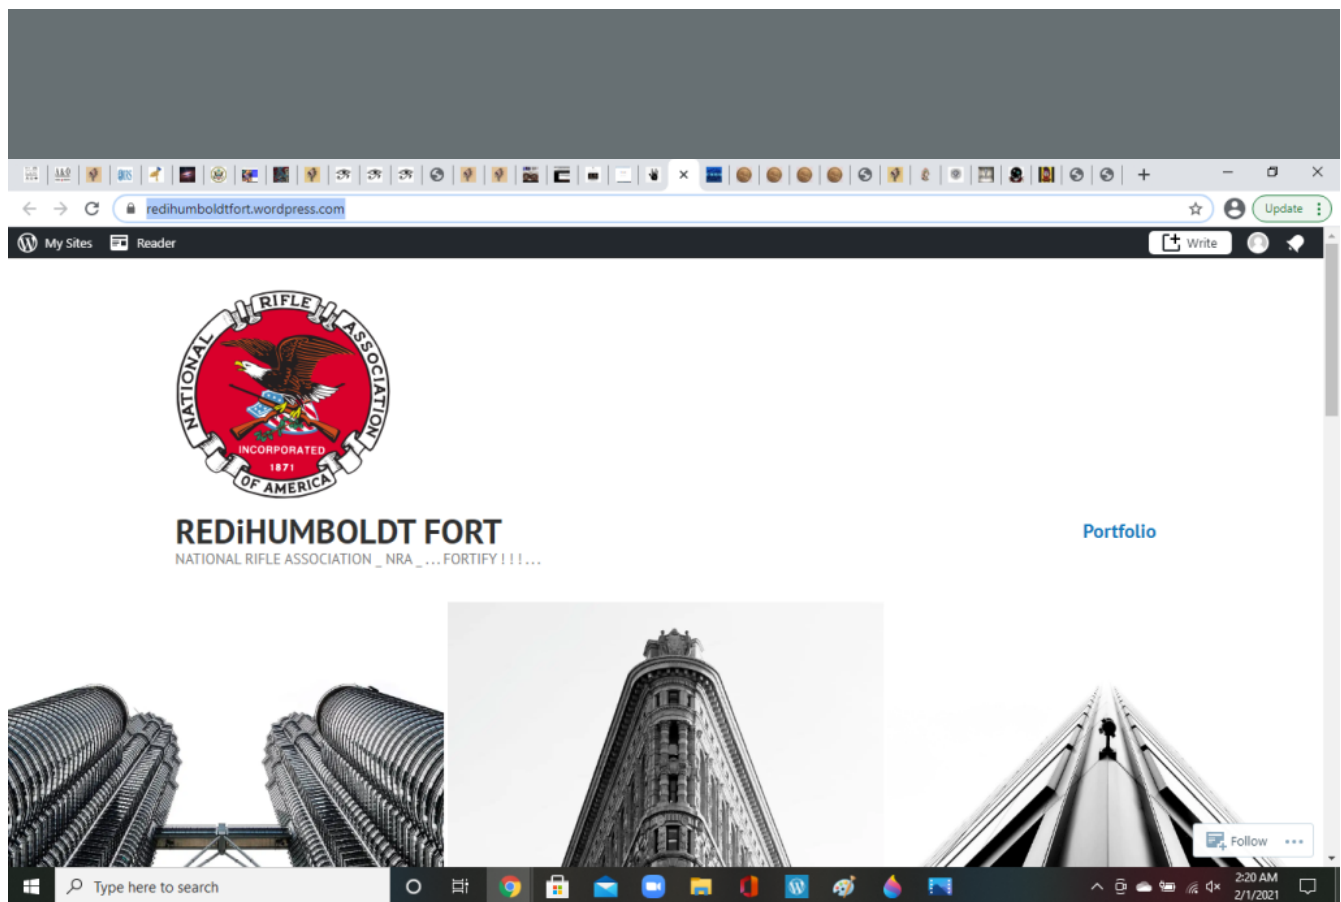 redihumboldtfort.wordpress.com
Update
My Sites
Reader
Write
NATIONAL RIFLE ASSOCIATION
INCORPORATED
1871
OF AMERICA
REDiHUMBOLDT FORT
Portfolio
NATIONAL RIFLE ASSOCIATION _ NRA _ . . . FORTIFY ! ! ! . . .
Follow
Type here to search
2:20 AM
2/1/2021